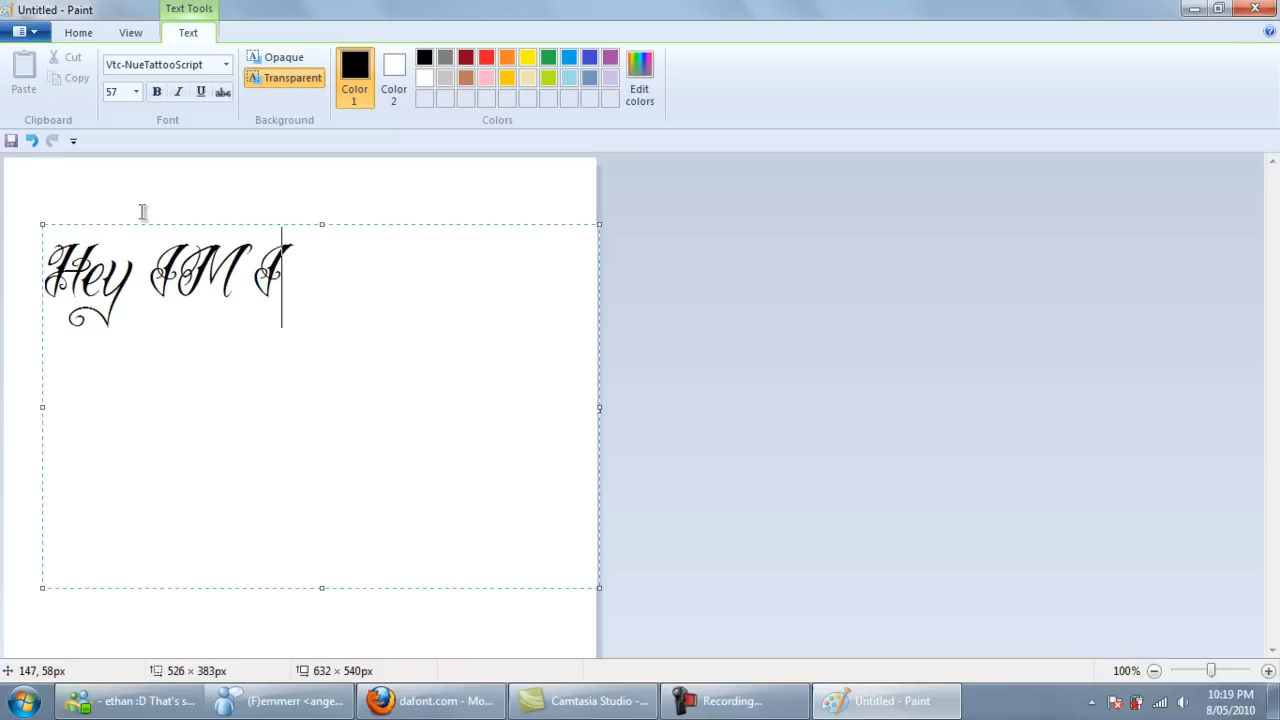 Untitled - Paint
Text Tools
Home
View
Text
Paste
Cut
Copy
Clipboard
Vtc-NueTattooScript
57
B I U abc
Font
Opaque
Transparent
Background
Color 1
Color 2
Edit colors
Colors
Hey IM I
147, 58px
526 × 383px
632 × 540px
100%
- ethan :D That's s...
(F)emmerr <ange...
dafont.com - Mo...
Camtasia Studio -...
Recording...
Untitled - Paint
10:19 PM
8/05/2010